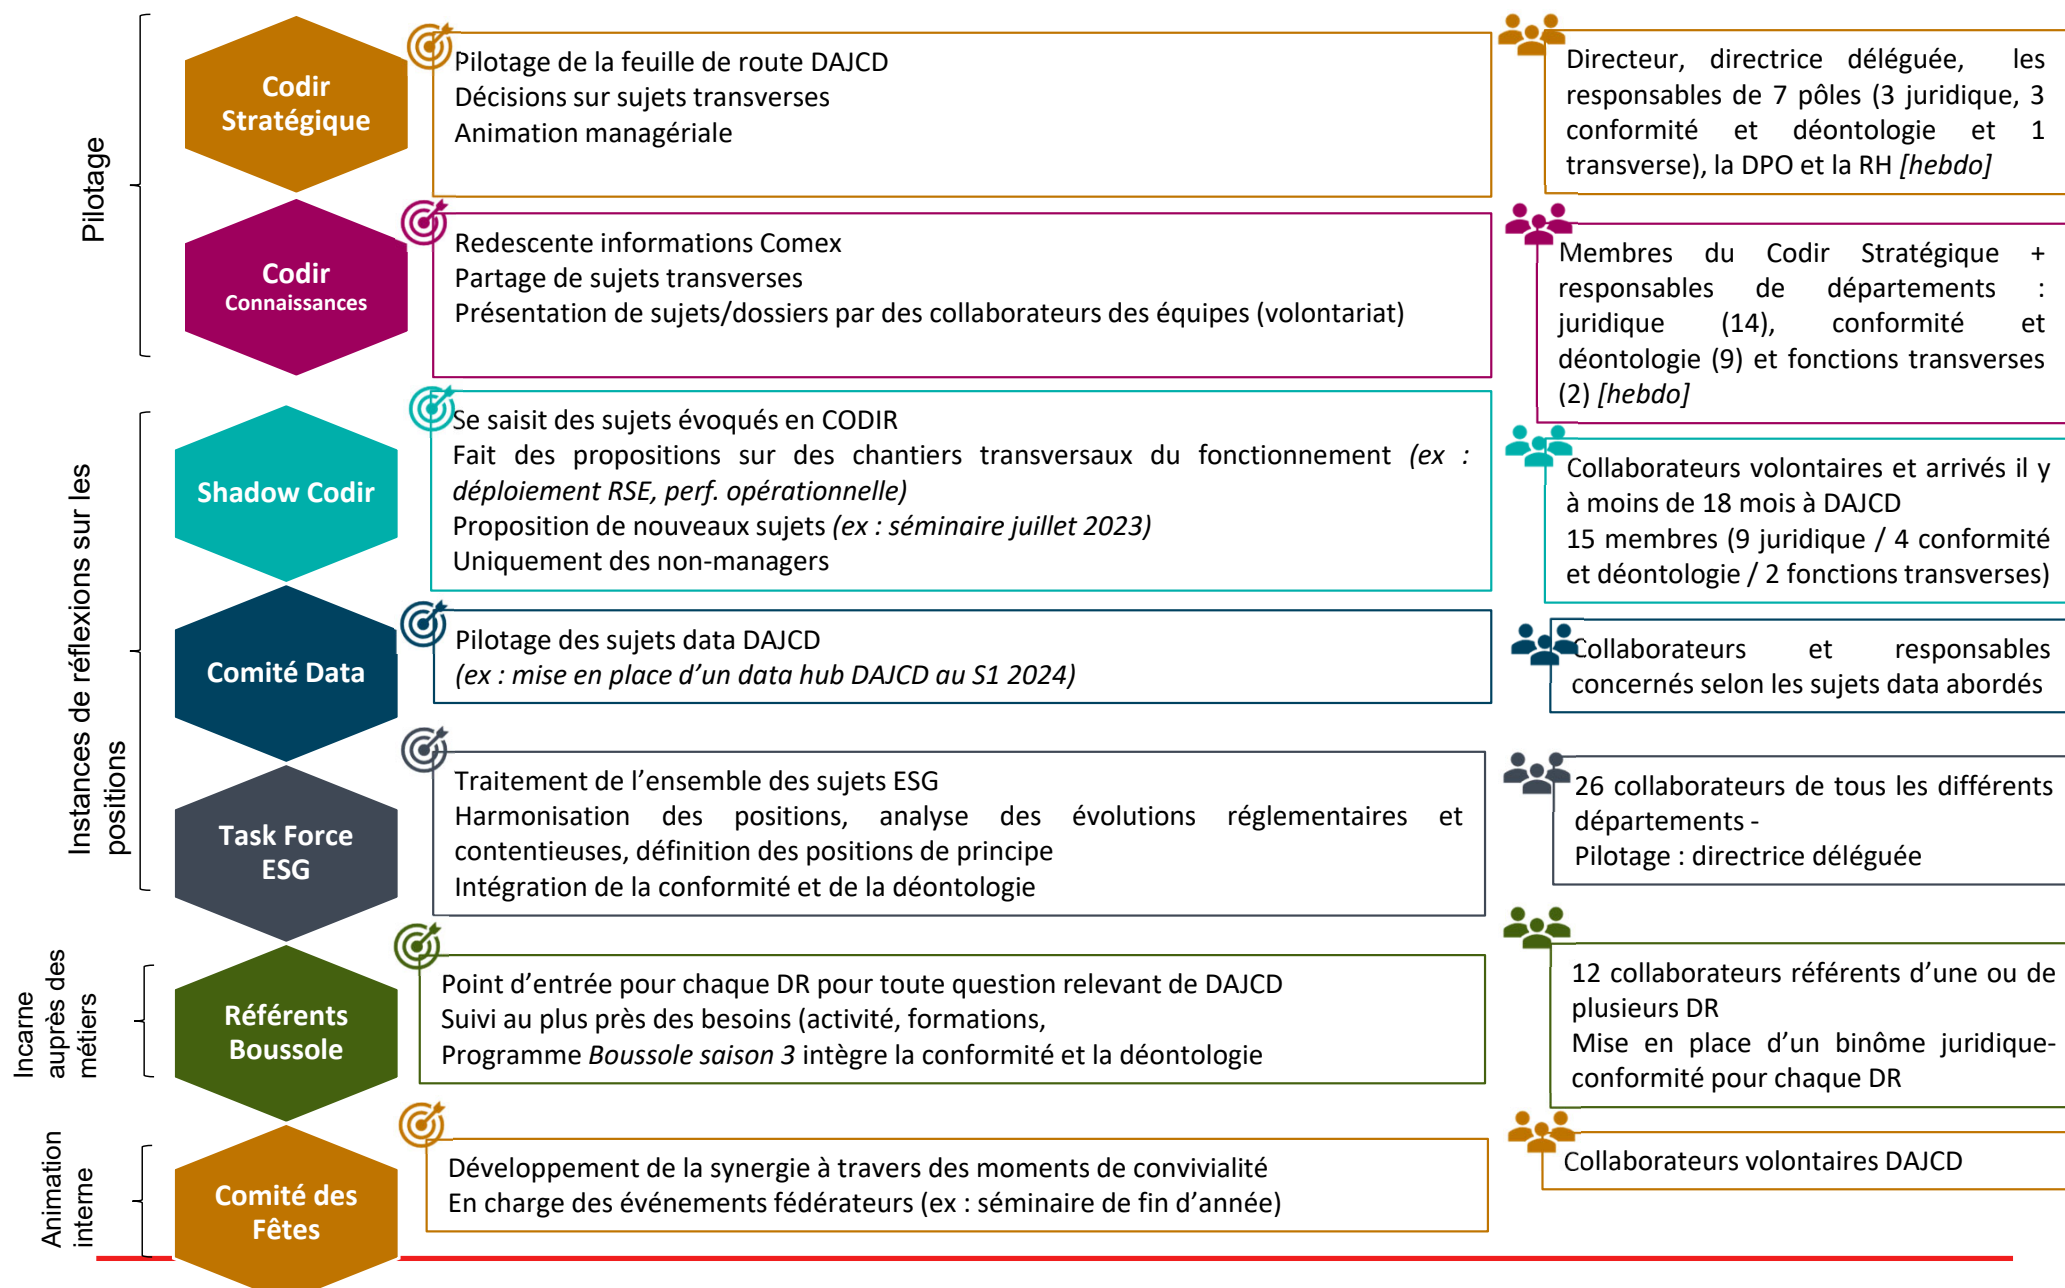 Pilotage
Codir
Stratégique
Pilotage de la feuille de route DAJCD
Décisions sur sujets transverses
Animation managériale
Directeur, directrice déléguée, les
responsables de 7 pôles (3 juridique, 3
conformité et déontologie et 1
transverse), la DPO et la RH [hebdo]
Codir
Connaissances
Redescente informations Comex
Partage de sujets transverses
Présentation de sujets/dossiers par des collaborateurs des équipes (volontariat)
Membres du Codir Stratégique +
responsables de départements :
juridique (14), conformité et
déontologie (9) et fonctions transverses
(2) [hebdo]
Instances de réflexions sur les
positions
Shadow Codir
Se saisit des sujets évoqués en CODIR
Fait des propositions sur des chantiers transversaux du fonctionnement (ex :
déploiement RSE, perf. opérationnelle)
Proposition de nouveaux sujets (ex : séminaire juillet 2023)
Uniquement des non-managers
Collaborateurs volontaires et arrivés il y
à moins de 18 mois à DAJCD
15 membres (9 juridique / 4 conformité
et déontologie / 2 fonctions transverses)
Comité Data
Pilotage des sujets data DAJCD
(ex : mise en place d’un data hub DAJCD au S1 2024)
Collaborateurs et responsables
concernés selon les sujets data abordés
Task Force
ESG
Traitement de l’ensemble des sujets ESG
Harmonisation des positions, analyse des évolutions réglementaires et
contentieuses, définition des positions de principe
Intégration de la conformité et de la déontologie
26 collaborateurs de tous les différents
départements -
Pilotage : directrice déléguée
Incarne
auprès des
métiers
Référents
Boussole
Point d’entrée pour chaque DR pour toute question relevant de DAJCD
Suivi au plus près des besoins (activité, formations,
Programme Boussole saison 3 intègre la conformité et la déontologie
12 collaborateurs référents d’une ou de
plusieurs DR
Mise en place d’un binôme juridique-
conformité pour chaque DR
Animation
interne
Comité des
Fêtes
Développement de la synergie à travers des moments de convivialité
En charge des événements fédérateurs (ex : séminaire de fin d’année)
Collaborateurs volontaires DAJCD